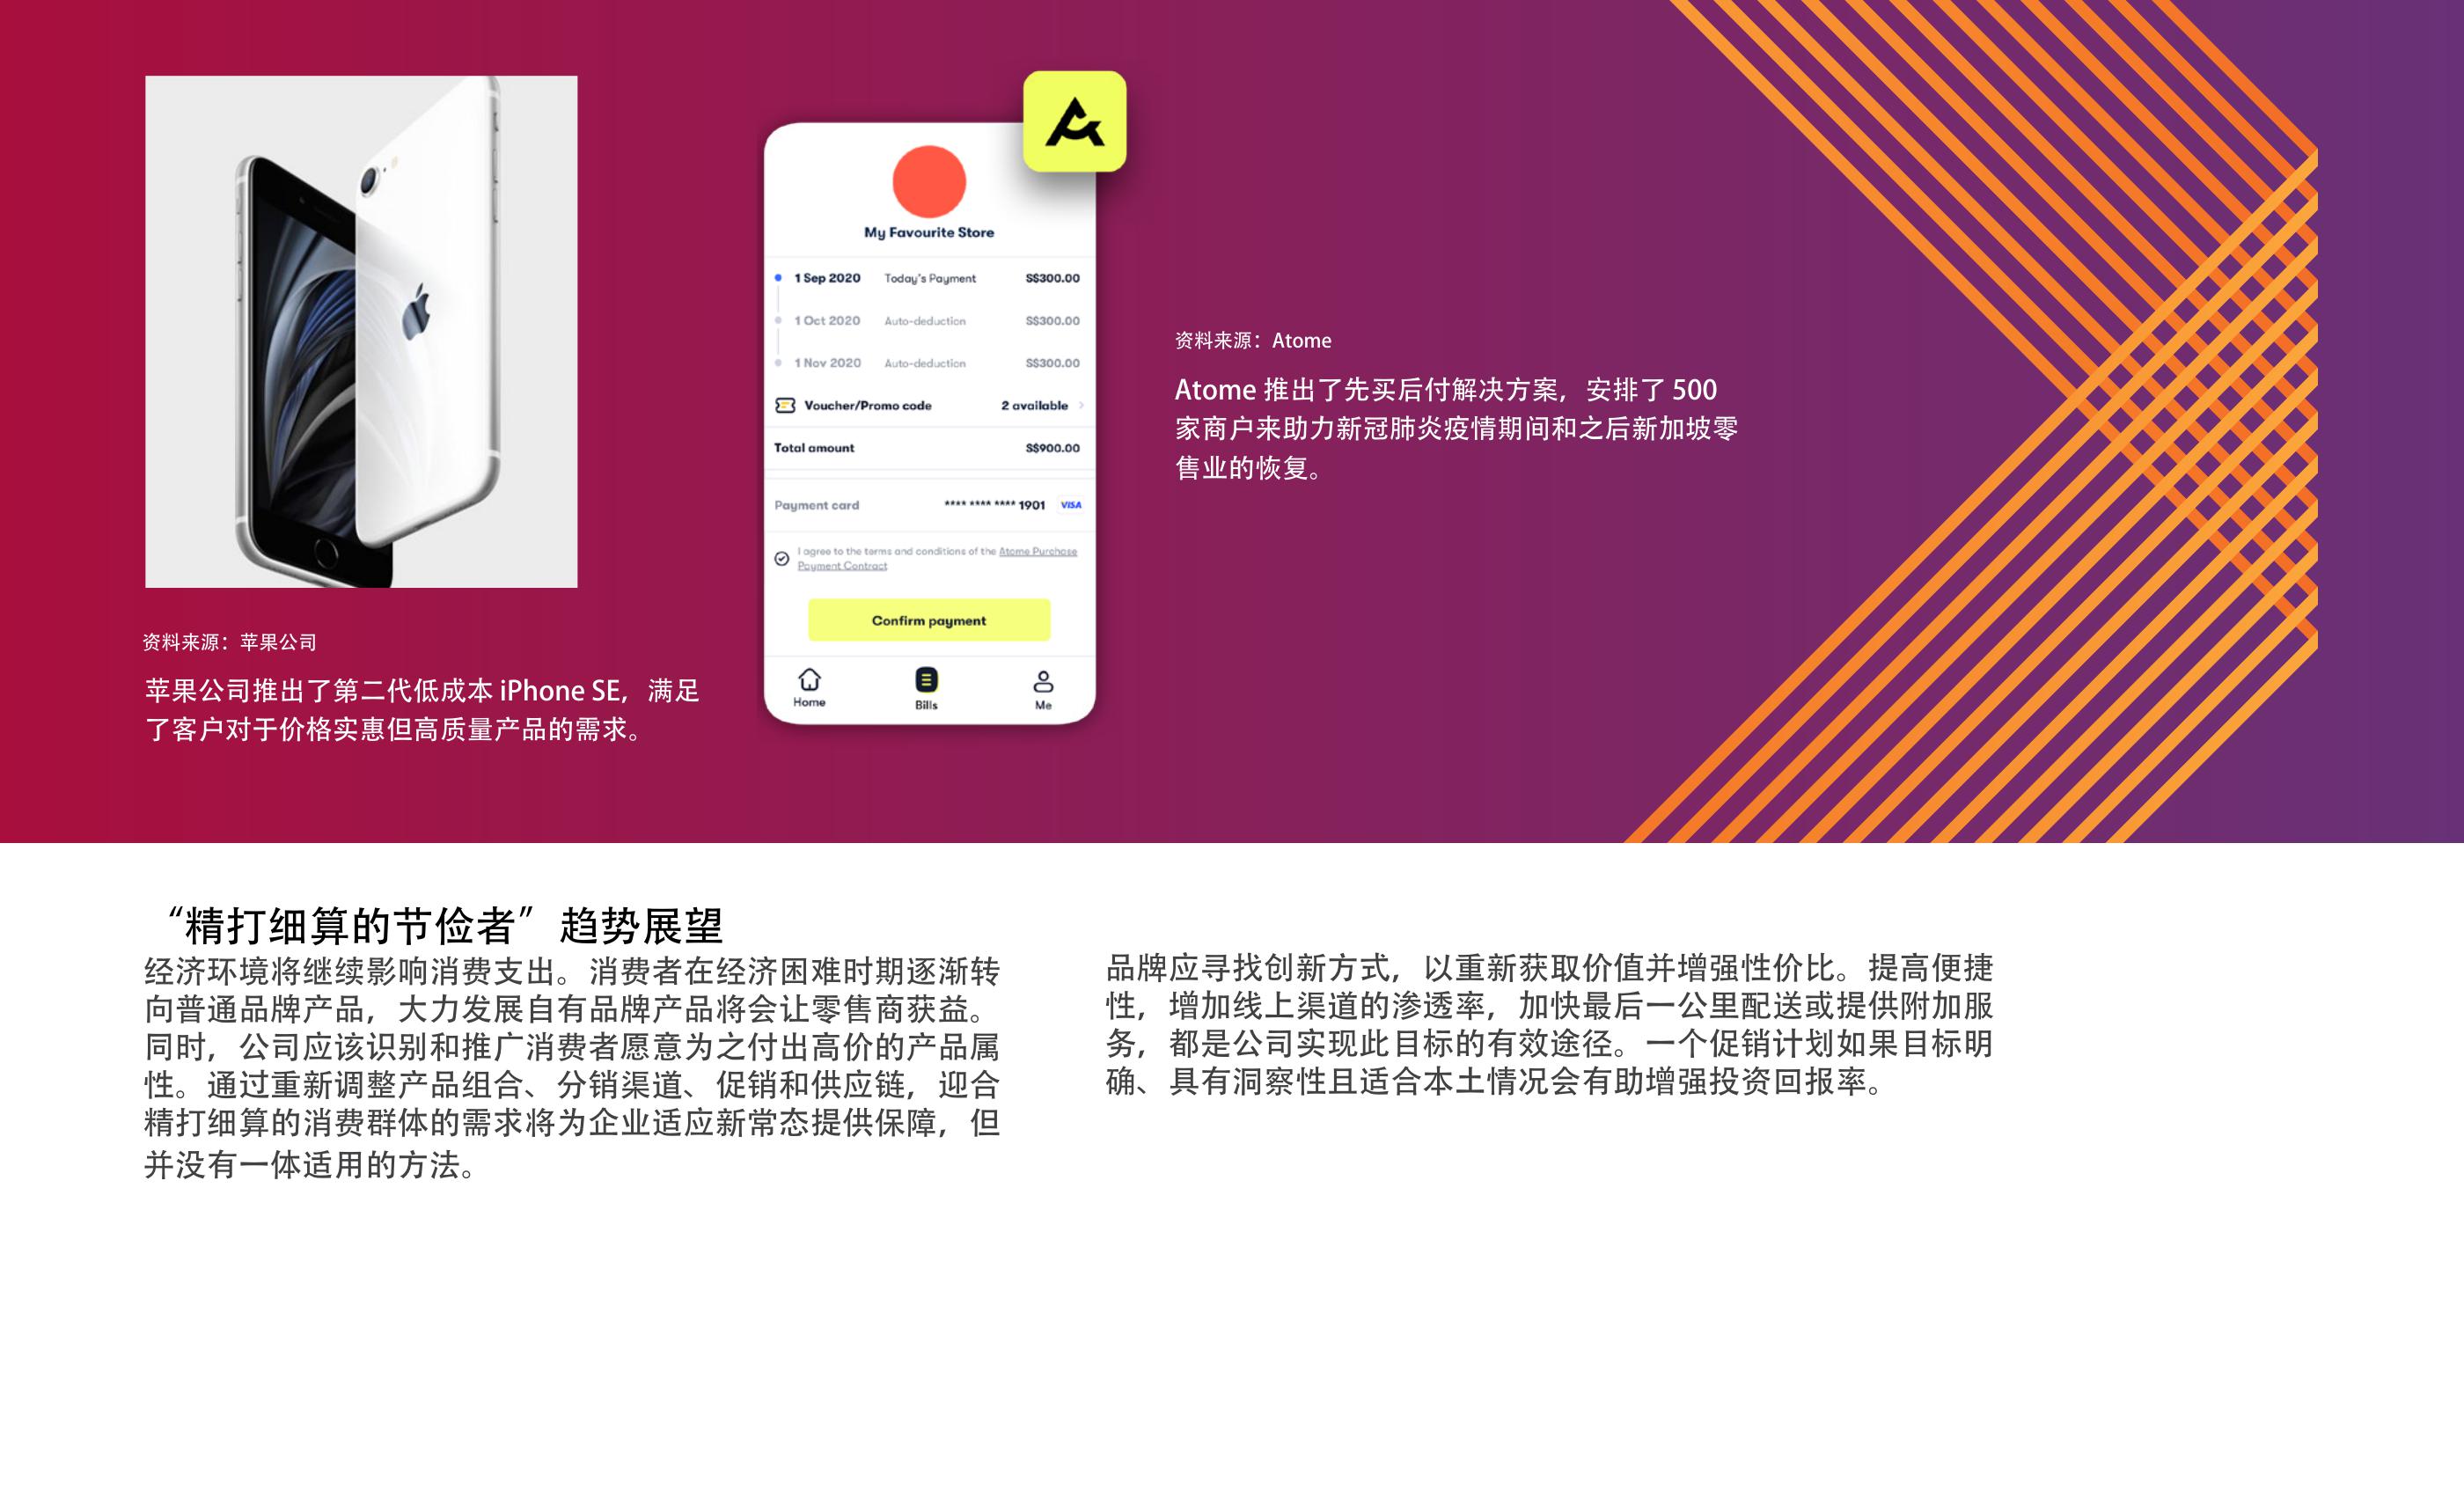 资料来源：苹果公司
苹果公司推出了第二代低成本 iPhone SE，满足
了客户对于价格实惠但高质量产品的需求。
My Favourite Store
1 Sep 2020 Today's Payment S$300.00
1 Oct 2020 Auto-deduction S$300.00
1 Nov 2020 Auto-deduction S$300.00
Voucher/Promo code 2 available >
Total amount S$900.00
Payment card **** **** **** 1901 VISA
I agree to the terms and conditions of the Atome Purchase
Payment Contract
Confirm payment
Home Bills Me
资料来源：Atome
Atome 推出了先买后付解决方案，安排了 500
家商户来助力新冠肺炎疫情期间和之后新加坡零
售业的恢复。
“精打细算的节俭者”趋势展望
经济环境将继续影响消费支出。消费者在经济困难时期逐渐转
向普通品牌产品，大力发展自有品牌产品将会让零售商获益。
同时，公司应该识别和推广消费者愿意为之付出高价的产品属
性。通过重新调整产品组合、分销渠道、促销和供应链，迎合
精打细算的消费群体的需求将为企业适应新常态提供保障，但
并没有一体适用的方法。
品牌应寻找创新方式，以重新获取价值并增强性价比。提高便捷
性，增加线上渠道的渗透率，加快最后一公里配送或提供附加服
务，都是公司实现此目标的有效途径。一个促销计划如果目标明
确、具有洞察性且适合本土情况会有助增强投资回报率。